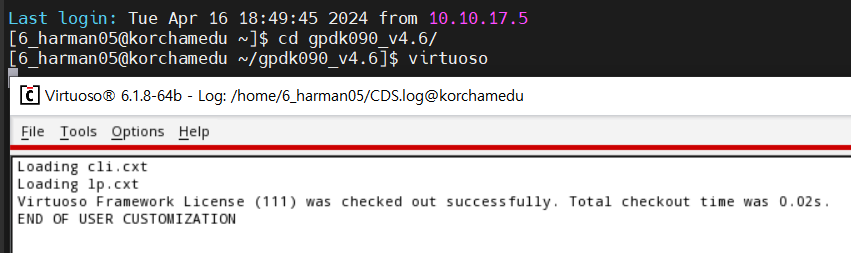 Last login: Tue Apr 16 18:49:45 2024 from 10.10.17.5
[6_harman05@korchamedu ~]$ cd gpdk090_v4.6/
[6_harman05@korchamedu ~/gpdk090_v4.6]$ virtuoso
Virtuoso® 6.1.8-64b - Log: /home/6_harman05/CDS.log@korchamedu
File Tools Options Help
Loading cli.cxt
Loading lp.cxt
Virtuoso Framework License (111) was checked out successfully. Total checkout time was 0.02s.
END OF USER CUSTOMIZATION